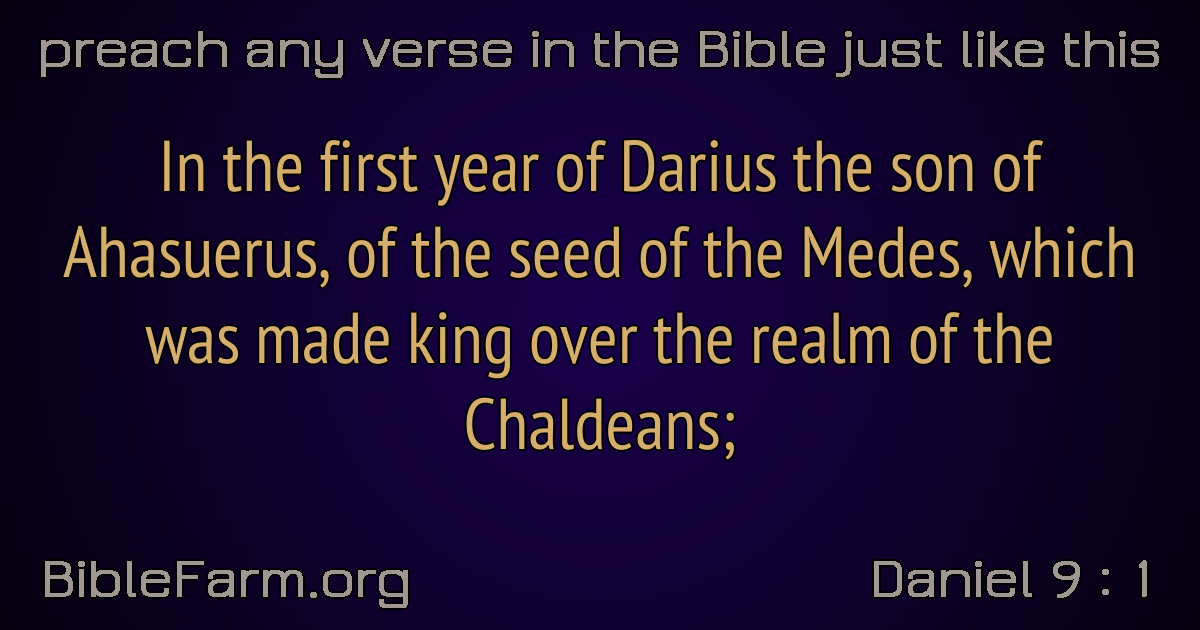 preach any verse in the Bible just like this
In the first year of Darius the son of
Ahasuerus, of the seed of the Medes, which
was made king over the realm of the
Chaldeans;
BibleFarm.org
Daniel 9 : 1